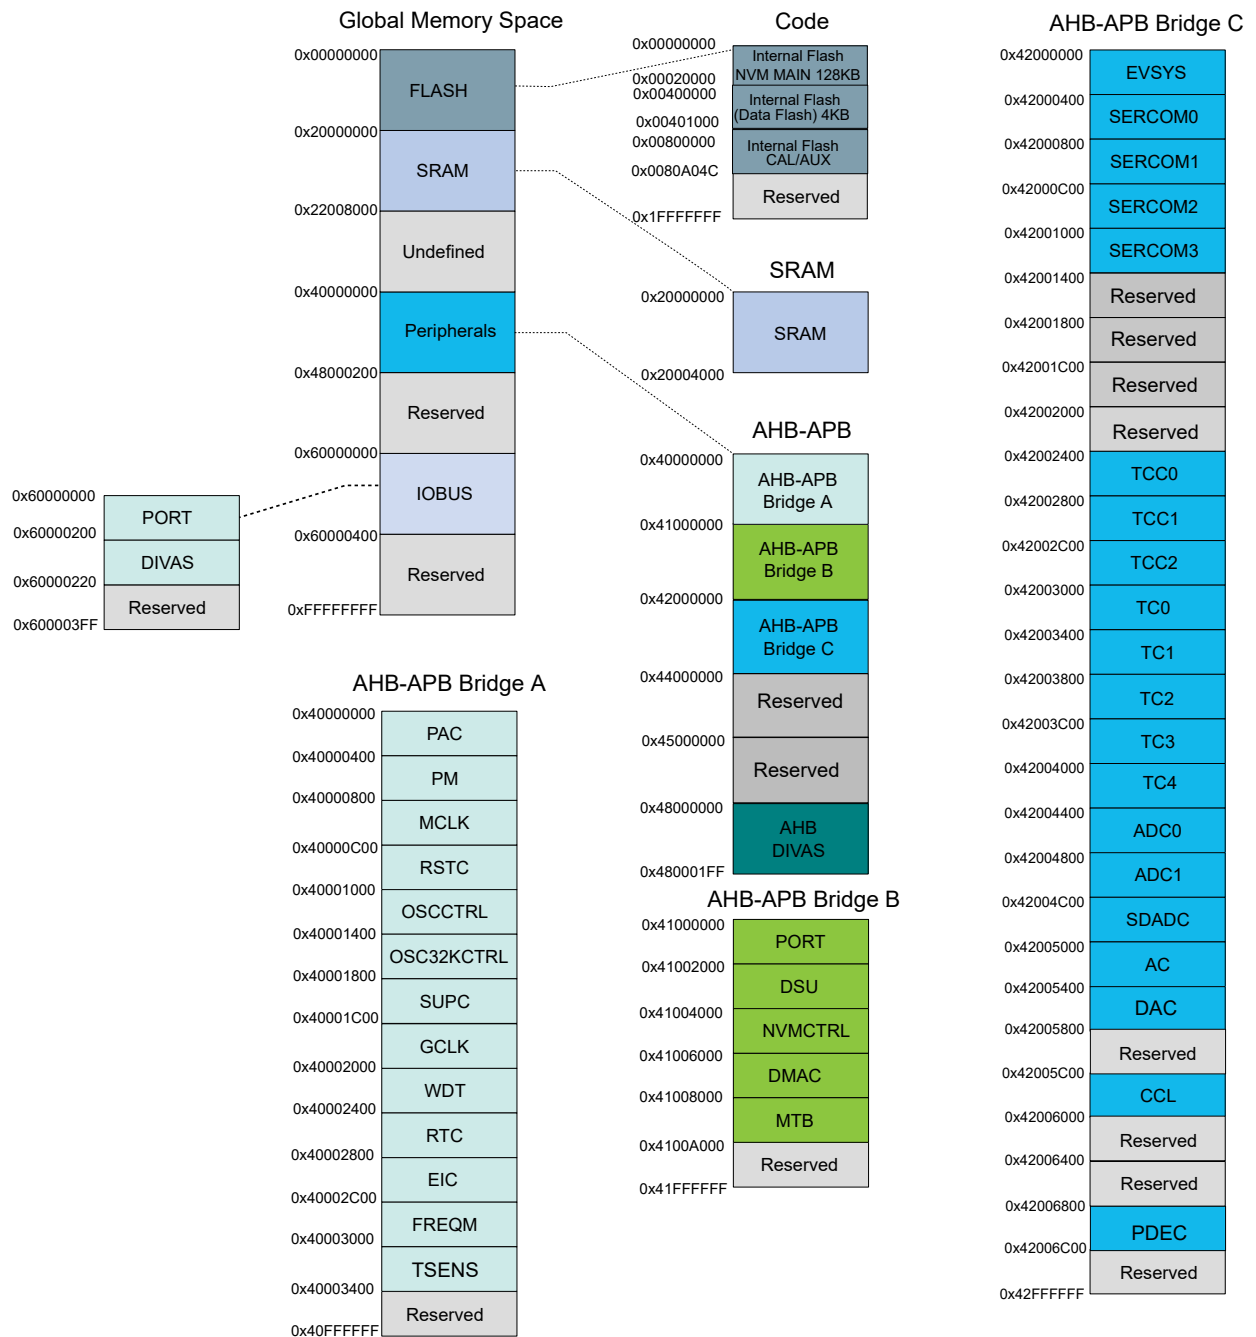 Global Memory Space
0x00000000
FLASH
0x20000000
SRAM
0x22008000
Undefined
0x40000000
Peripherals
0x48000200
Reserved
0x60000000
IOBUS
0x60000400
Reserved
0xFFFFFFFF
0x60000000
PORT
0x60000200
DIVAS
0x60000220
Reserved
0x600003FF
AHB-APB Bridge A
0x40000000
PAC
0x40000400
PM
0x40000800
MCLK
0x40000C00
RSTC
0x40001000
OSCCTRL
0x40001400
OSC32KCTRL
0x40001800
SUPC
0x40001C00
GCLK
0x40002000
WDT
0x40002400
RTC
0x40002800
EIC
0x40002C00
FREQM
0x40003000
TSENS
0x40003400
Reserved
0x40FFFFFF
Code
0x00000000
Internal Flash
NVM MAIN 128KB
0x00020000
0x00400000
Internal Flash
(Data Flash) 4KB
0x00401000
0x00800000
Internal Flash
CAL/AUX
0x0080A04C
Reserved
0x1FFFFFFF
SRAM
0x20000000
SRAM
0x20004000
AHB-APB
0x40000000
AHB-APB
Bridge A
0x41000000
AHB-APB
Bridge B
0x42000000
AHB-APB
Bridge C
0x44000000
Reserved
0x45000000
Reserved
0x48000000
AHB
DIVAS
0x480001FF
AHB-APB Bridge B
0x41000000
PORT
0x41002000
DSU
0x41004000
NVMCTRL
0x41006000
DMAC
0x41008000
MTB
0x4100A000
Reserved
0x41FFFFFF
AHB-APB Bridge C
0x42000000
EVSYS
0x42000400
SERCOM0
0x42000800
SERCOM1
0x42000C00
SERCOM2
0x42001000
SERCOM3
0x42001400
Reserved
0x42001800
Reserved
0x42001C00
Reserved
0x42002000
Reserved
0x42002400
TCC0
0x42002800
TCC1
0x42002C00
TCC2
0x42003000
TC0
0x42003400
TC1
0x42003800
TC2
0x42003C00
TC3
0x42004000
TC4
0x42004400
ADC0
0x42004800
ADC1
0x42004C00
SDADC
0x42005000
AC
0x42005400
DAC
0x42005800
Reserved
0x42005C00
CCL
0x42006000
Reserved
0x42006400
Reserved
0x42006800
PDEC
0x42006C00
Reserved
0x42FFFFFF